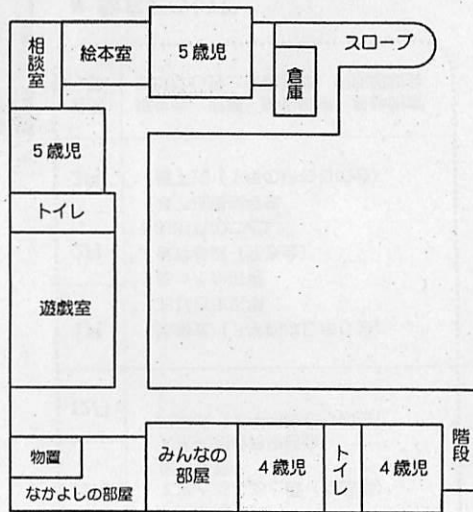 相談室
絵本室
5歳児
スロープ
倉庫
5歳児
トイレ
遊戯室
物置
なかよしの部屋
みんなの
部屋
4歳児
トイレ
4歳児
階段